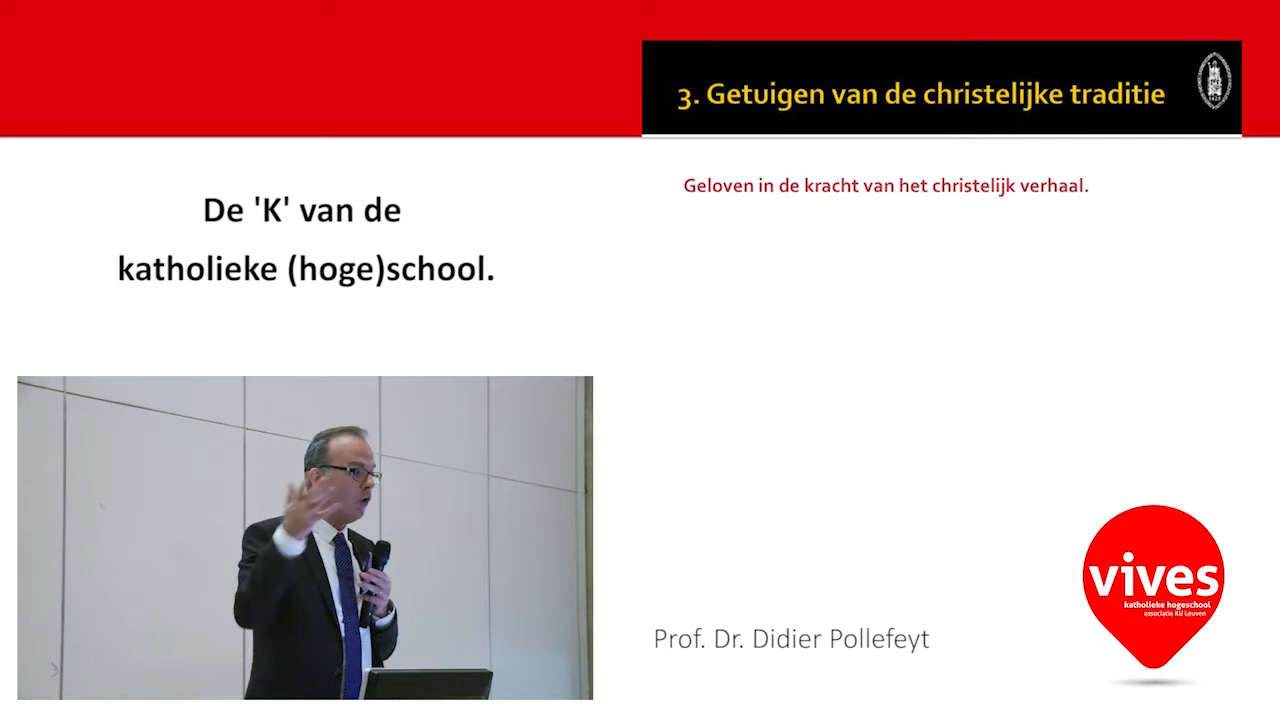 De 'K' van de
katholieke (hoge)school.
3. Getuigen van de christelijke traditie
1425
Geloven in de kracht van het christelijk verhaal.
Prof. Dr. Didier Pollefeyt
vives
katholieke hogeschool
associatie KU Leuven